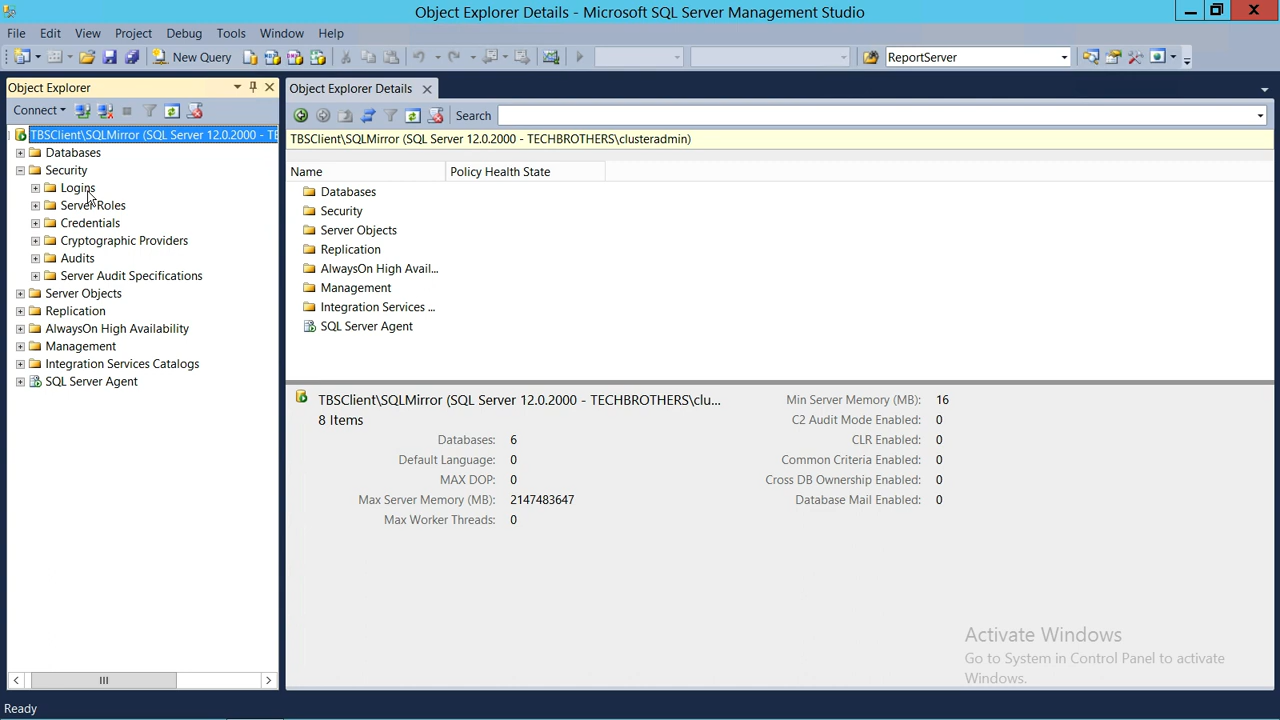 Object Explorer Details - Microsoft SQL Server Management Studio
File Edit View Project Debug Tools Window Help
New Query ReportServer
Object Explorer
Connect
TBSClient\SQLMirror (SQL Server 12.0.2000 - TE
Databases
Security
Logins
Server Roles
Credentials
Cryptographic Providers
Audits
Server Audit Specifications
Server Objects
Replication
AlwaysOn High Availability
Management
Integration Services Catalogs
SQL Server Agent
Object Explorer Details
Search
TBSClient\SQLMirror (SQL Server 12.0.2000 - TECHBROTHERS\clusteradmin)
Name Policy Health State
Databases
Security
Server Objects
Replication
AlwaysOn High Avail...
Management
Integration Services ...
SQL Server Agent
TBSClient\SQLMirror (SQL Server 12.0.2000 - TECHBROTHERS\clu...
8 Items
Databases: 6
Default Language: 0
MAX DOP: 0
Max Server Memory (MB): 2147483647
Max Worker Threads: 0
Min Server Memory (MB): 16
C2 Audit Mode Enabled: 0
CLR Enabled: 0
Common Criteria Enabled: 0
Cross DB Ownership Enabled: 0
Database Mail Enabled: 0
Activate Windows
Go to System in Control Panel to activate
Windows.
Ready